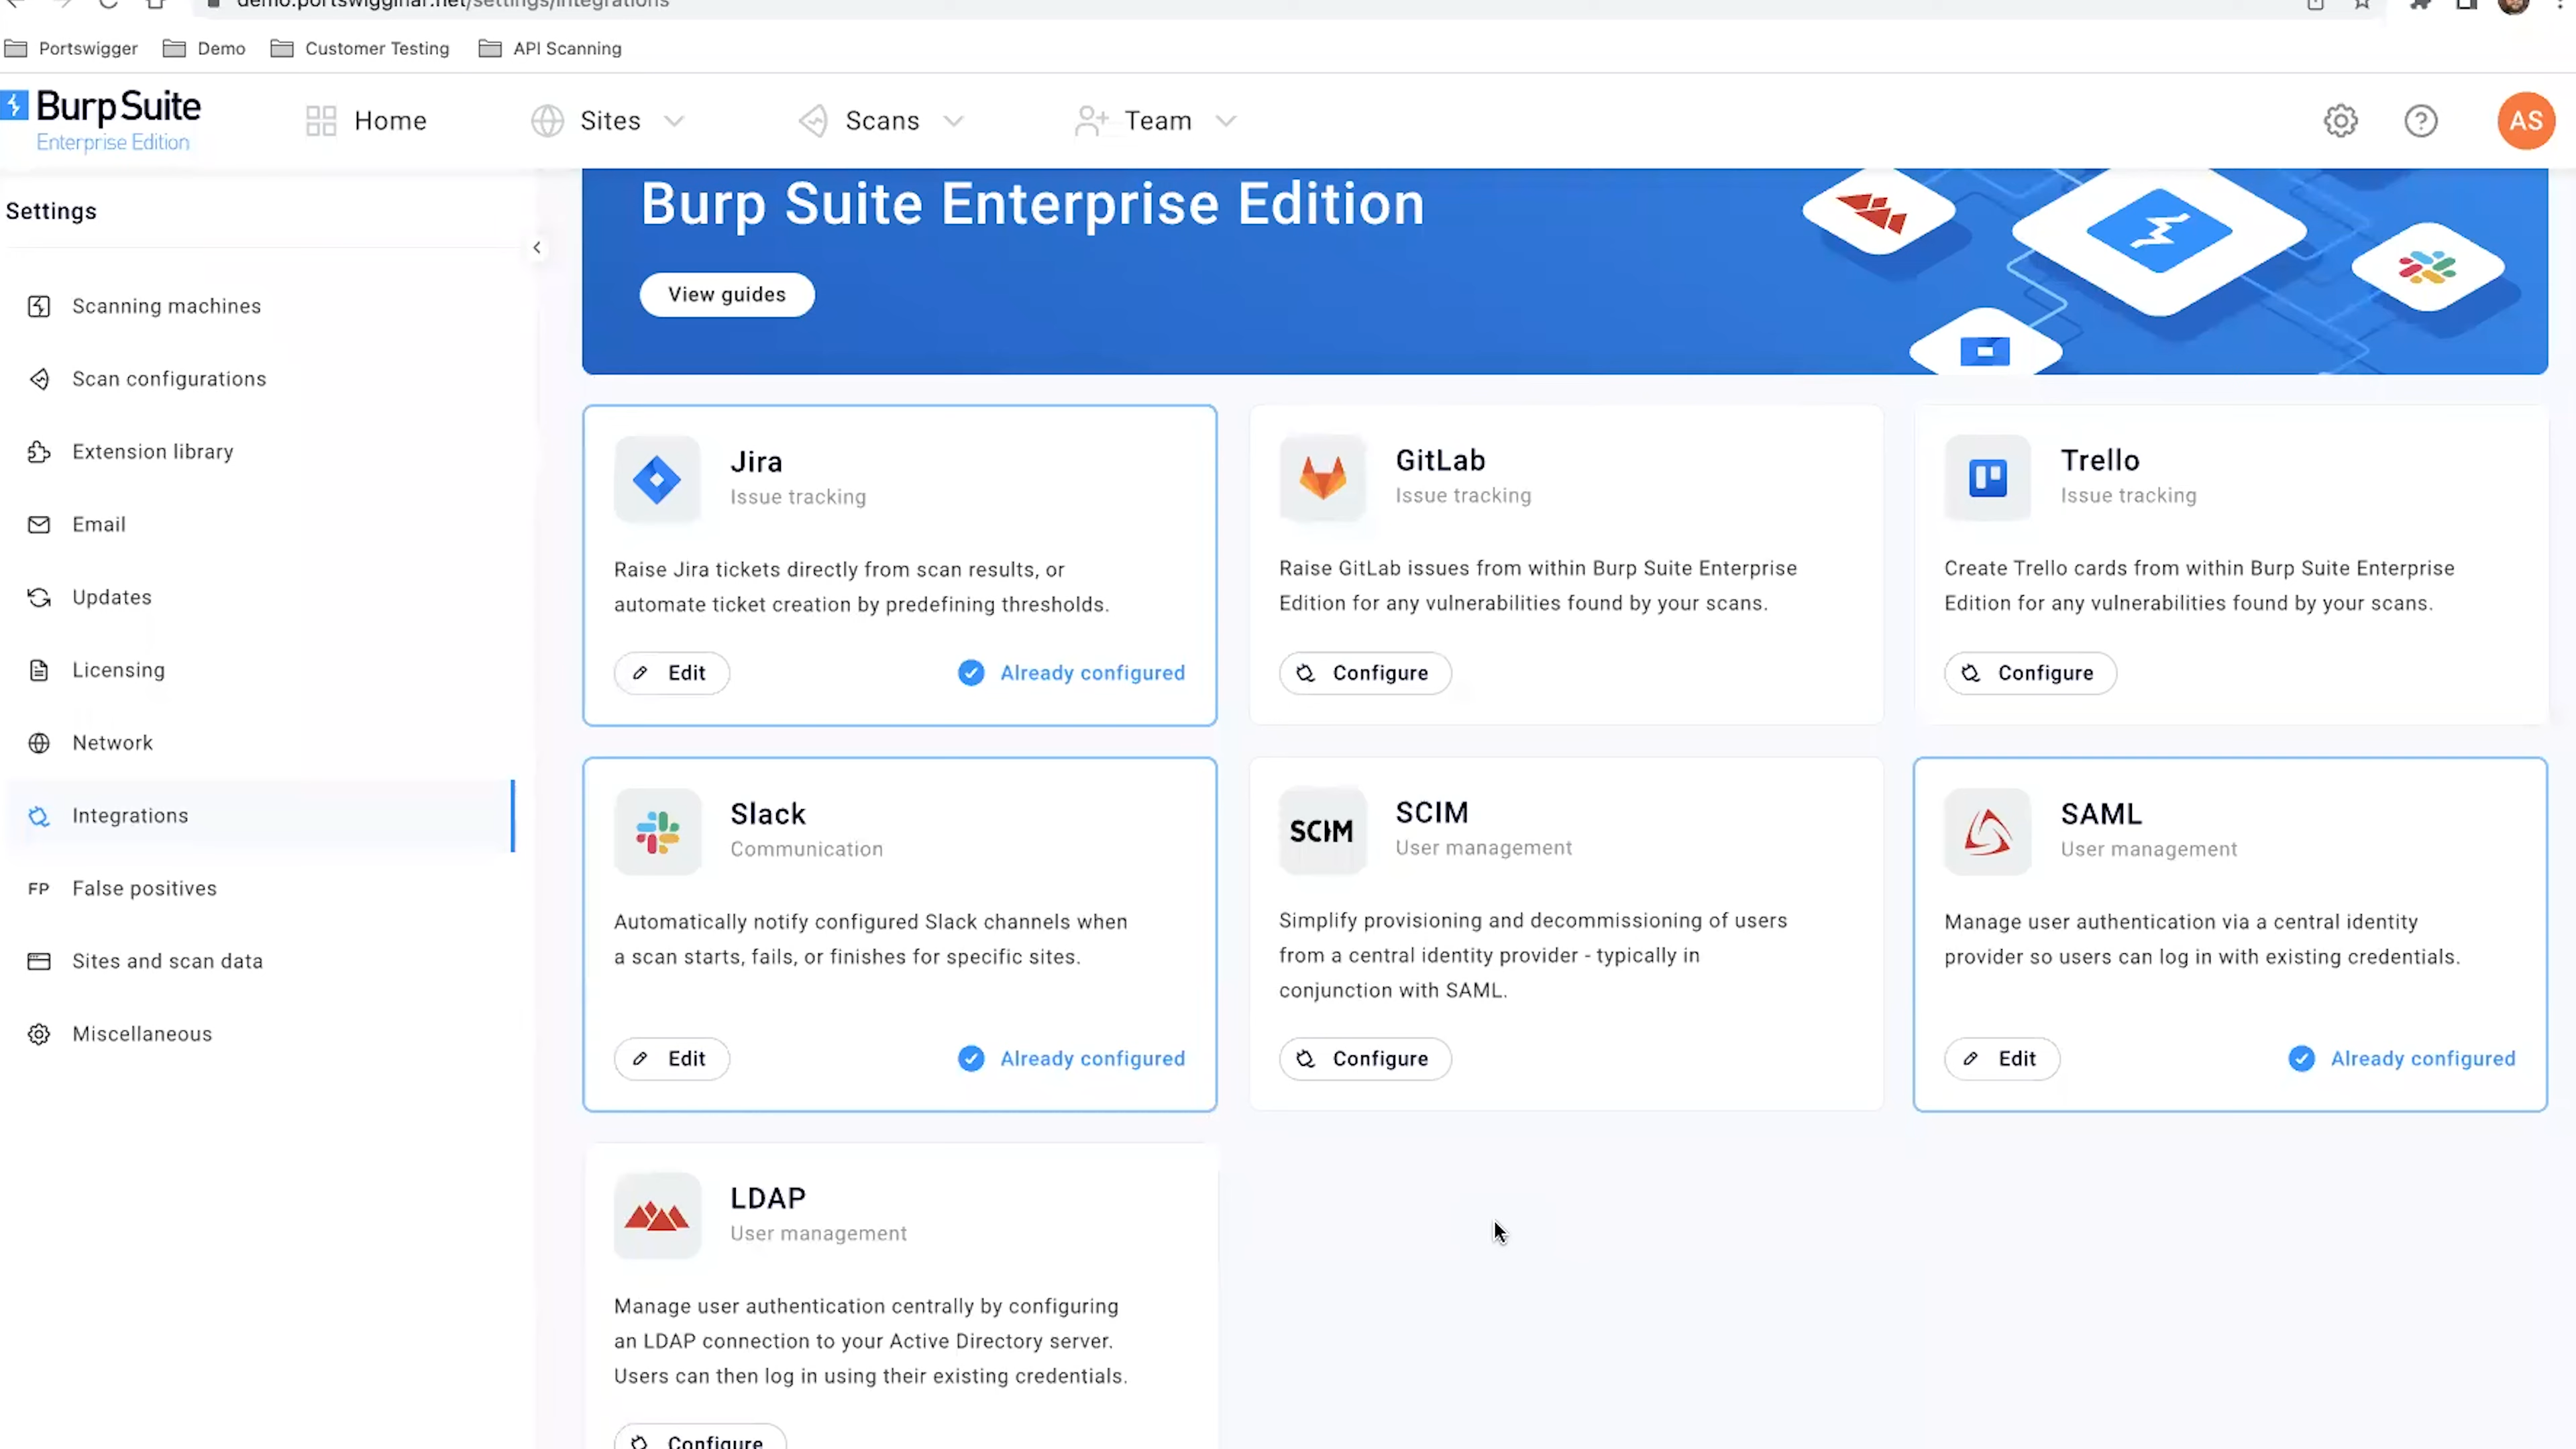 demo.portswigginar.net/settings/integrations
Portswigger
Demo
Customer Testing
API Scanning
Burp Suite
Enterprise Edition
Home
Sites
Scans
Team
AS
Settings
Scanning machines
Scan configurations
Extension library
Email
Updates
Licensing
Network
Integrations
FP False positives
Sites and scan data
Miscellaneous
Burp Suite Enterprise Edition
View guides
Jira
Issue tracking
Raise Jira tickets directly from scan results, or
automate ticket creation by predefining thresholds.
Edit
Already configured
GitLab
Issue tracking
Raise GitLab issues from within Burp Suite Enterprise
Edition for any vulnerabilities found by your scans.
Configure
Trello
Issue tracking
Create Trello cards from within Burp Suite Enterprise
Edition for any vulnerabilities found by your scans.
Configure
Slack
Communication
Automatically notify configured Slack channels when
a scan starts, fails, or finishes for specific sites.
Edit
Already configured
SCIM
SCIM
User management
Simplify provisioning and decommissioning of users
from a central identity provider - typically in
conjunction with SAML.
Configure
SAML
User management
Manage user authentication via a central identity
provider so users can log in with existing credentials.
Edit
Already configured
LDAP
User management
Manage user authentication centrally by configuring
an LDAP connection to your Active Directory server.
Users can then log in using their existing credentials.
Configure